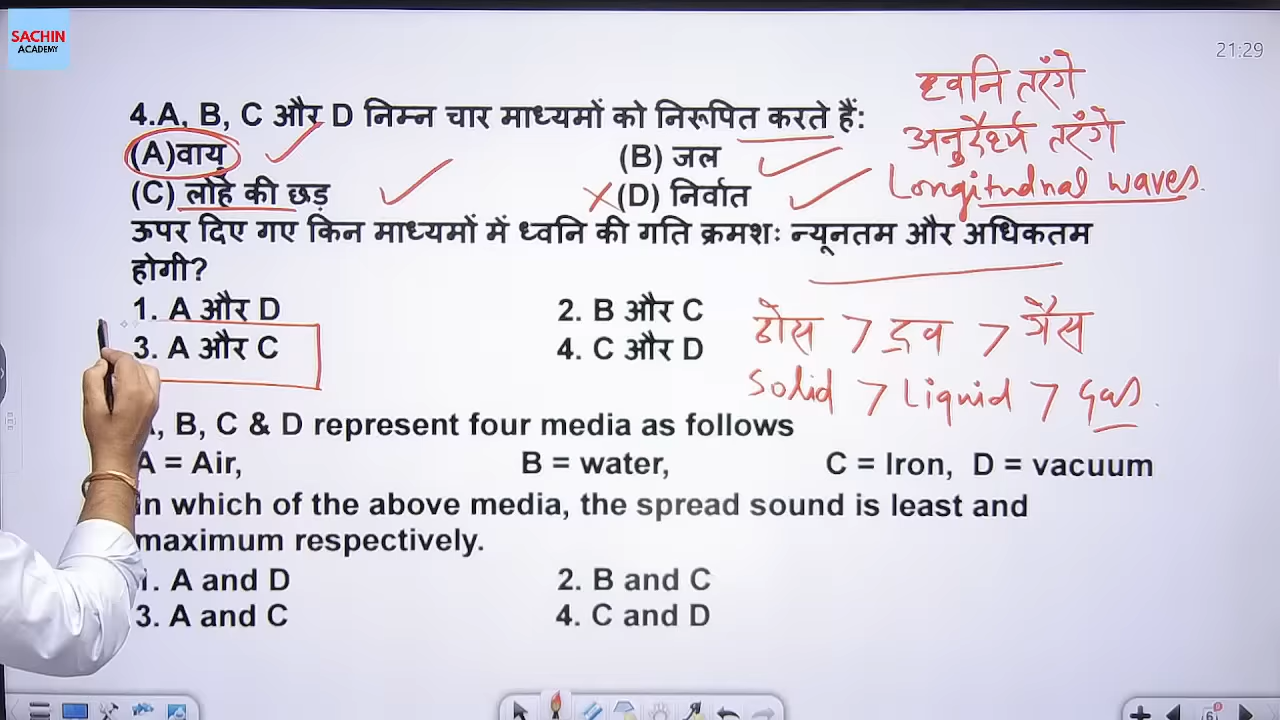 SACHIN
ACADEMY
21:29
ध्वनि तरंगे
अनुदैर्ध्य तरंगे
Longitudnal waves.
4.A, B, C और D निम्न चार माध्यमों को निरूपित करते हैं:
(A)वायु (B) जल
(C) लोहे की छड़ (D) निर्वात
ऊपर दिए गए किन माध्यमों में ध्वनि की गति क्रमशः न्यूनतम और अधिकतम
होगी?
1. A और D 2. B और C
3. A और C 4. C और D
ठोस > द्रव > गैस
Solid > Liquid > Gas.
, B, C & D represent four media as follows
A = Air, B = water, C = Iron, D = vacuum
In which of the above media, the spread sound is least and
maximum respectively.
1. A and D 2. B and C
3. A and C 4. C and D